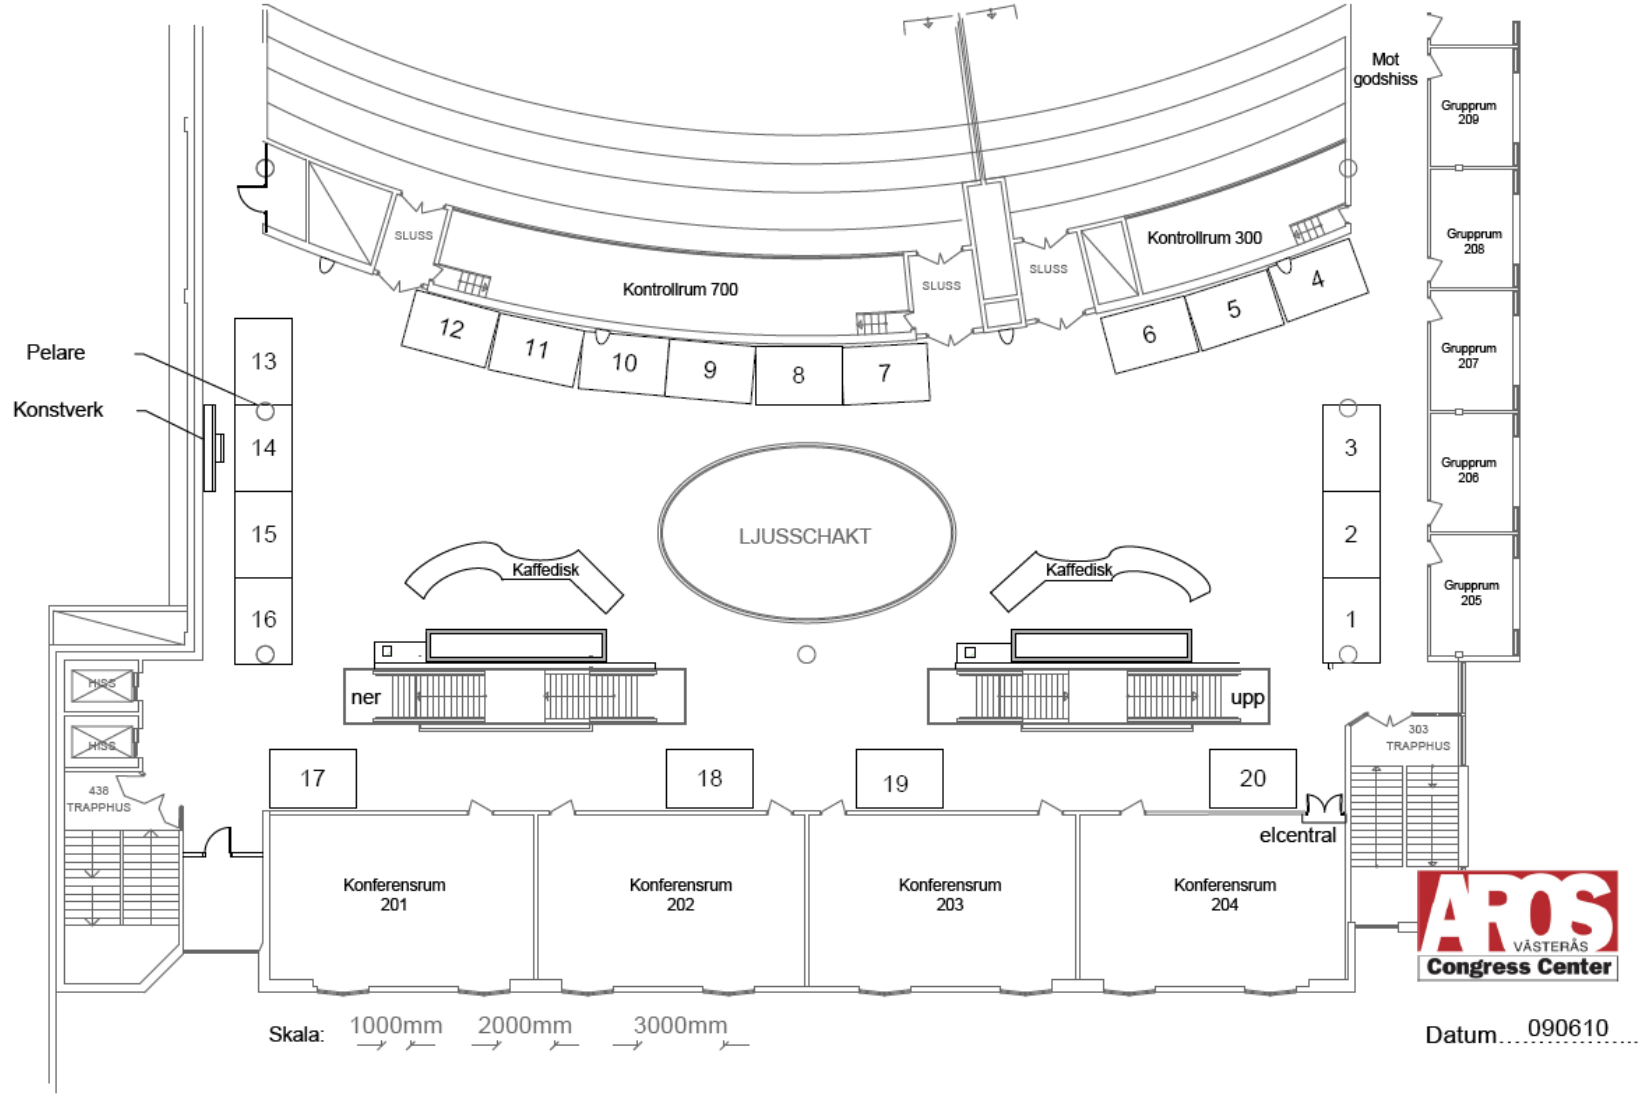 Mot
godshiss
Grupprum
209
Grupprum
208
Grupprum
207
Grupprum
206
Grupprum
205
SLUSS
Kontrollrum 700
SLUSS
SLUSS
Kontrollrum 300
12
11
10
9
8
7
6
5
4
Pelare
Konstverk
13
14
15
16
3
2
1
LJUSSCHAKT
Kaffedisk
Kaffedisk
HISS
HISS
ner
upp
303
TRAPPHUS
438
TRAPPHUS
17
18
19
20
elcentral
Konferensrum
201
Konferensrum
202
Konferensrum
203
Konferensrum
204
AROS
VÄSTERÅS
Congress Center
Skala:
1000mm
2000mm
3000mm
Datum...090610...